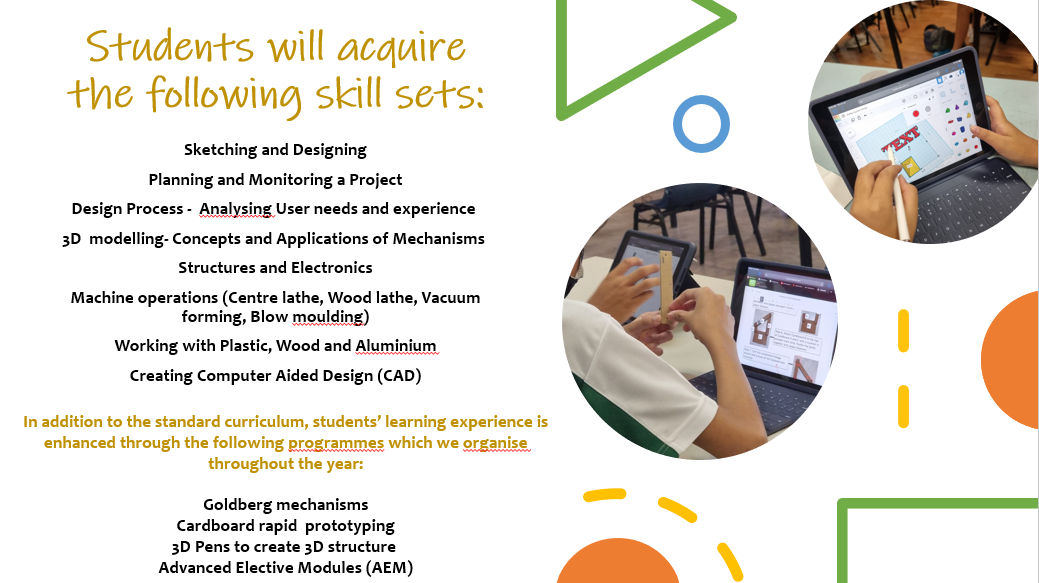 Students will acquire
the following skill sets:
Sketching and Designing
Planning and Monitoring a Project
Design Process -  Analysing User needs and experience
3D  modelling- Concepts and Applications of Mechanisms
Structures and Electronics
Machine operations (Centre lathe, Wood lathe, Vacuum
forming, Blow moulding)
Working with Plastic, Wood and Aluminium
Creating Computer Aided Design (CAD)
In addition to the standard curriculum, students’ learning experience is
enhanced through the following programmes which we organise
throughout the year:
Goldberg mechanisms
Cardboard rapid  prototyping
3D Pens to create 3D structure
Advanced Elective Modules (AEM)
TEXT